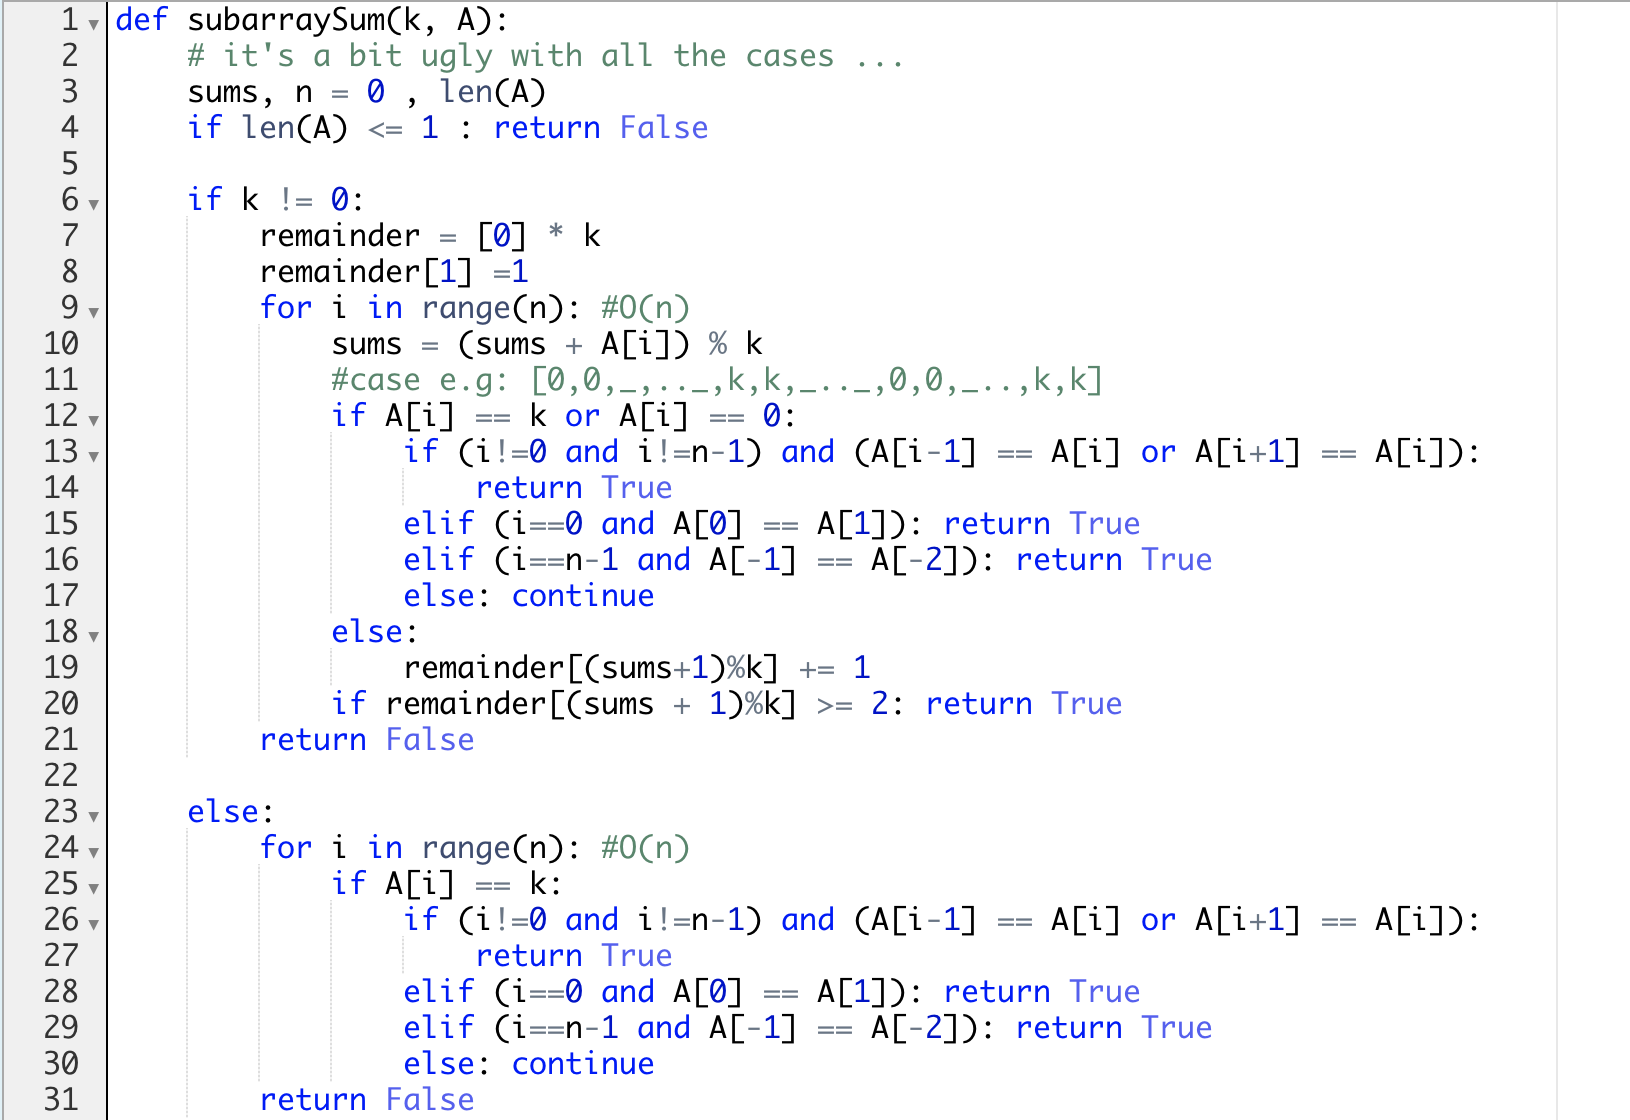 1 def subarraySum(k, A):
2 # it's a bit ugly with all the cases ...
3 sums, n = 0 , len(A)
4 if len(A) <= 1 : return False
5
6 if k != 0:
7 remainder = [0] * k
8 remainder[1] =1
9 for i in range(n): #O(n)
10 sums = (sums + A[i]) % k
11 #case e.g: [0,0,_,.._,k,k,_.._,0,0,_..,k,k]
12 if A[i] == k or A[i] == 0:
13 if (i!=0 and i!=n-1) and (A[i-1] == A[i] or A[i+1] == A[i]):
14 return True
15 elif (i==0 and A[0] == A[1]): return True
16 elif (i==n-1 and A[-1] == A[-2]): return True
17 else: continue
18 else:
19 remainder[(sums+1)%k] += 1
20 if remainder[(sums + 1)%k] >= 2: return True
21 return False
22
23 else:
24 for i in range(n): #O(n)
25 if A[i] == k:
26 if (i!=0 and i!=n-1) and (A[i-1] == A[i] or A[i+1] == A[i]):
27 return True
28 elif (i==0 and A[0] == A[1]): return True
29 elif (i==n-1 and A[-1] == A[-2]): return True
30 else: continue
31 return False